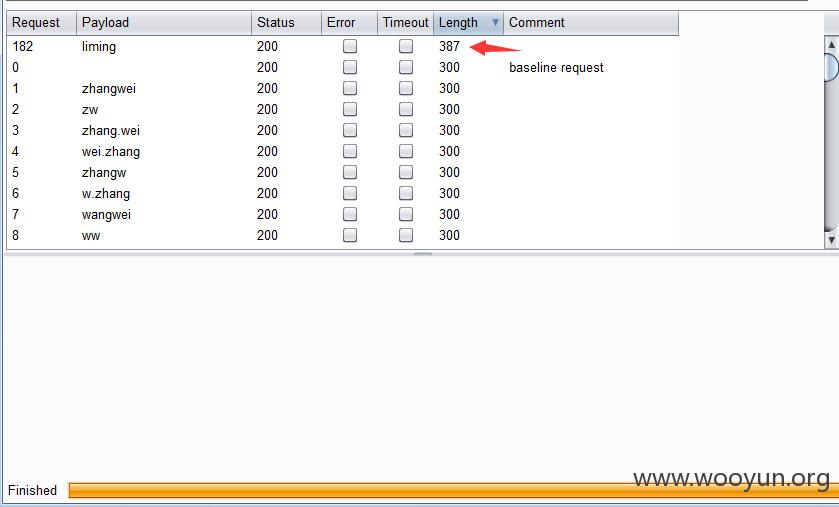 Request Payload Status Error Timeout Length Comment
182 liming 200 387
0 200 300 baseline request
1 zhangwei 200 300
2 zw 200 300
3 zhang.wei 200 300
4 wei.zhang 200 300
5 zhangw 200 300
6 w.zhang 200 300
7 wangwei 200 300
8 ww 200 300
www.wooyun.org
Finished